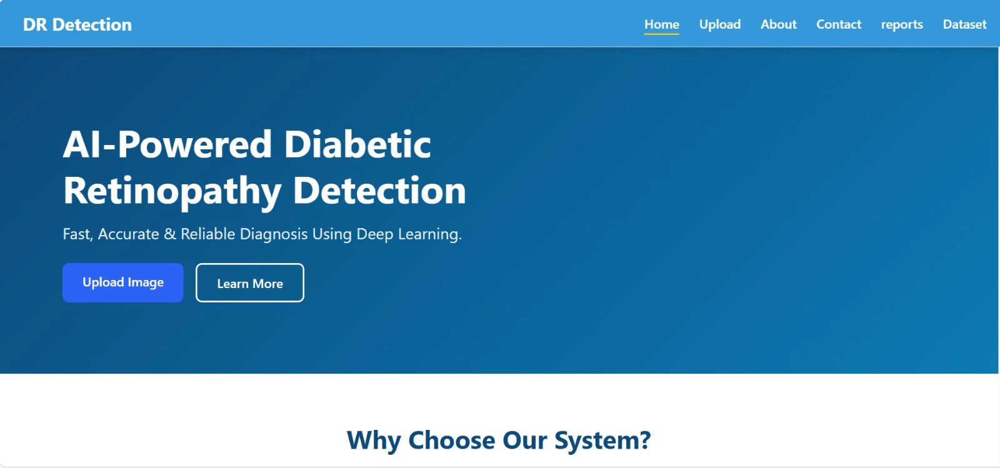 DR Detection
Home Upload About Contact reports Dataset
AI-Powered Diabetic
Retinopathy Detection
Fast, Accurate & Reliable Diagnosis Using Deep Learning.
Upload Image Learn More
Why Choose Our System?